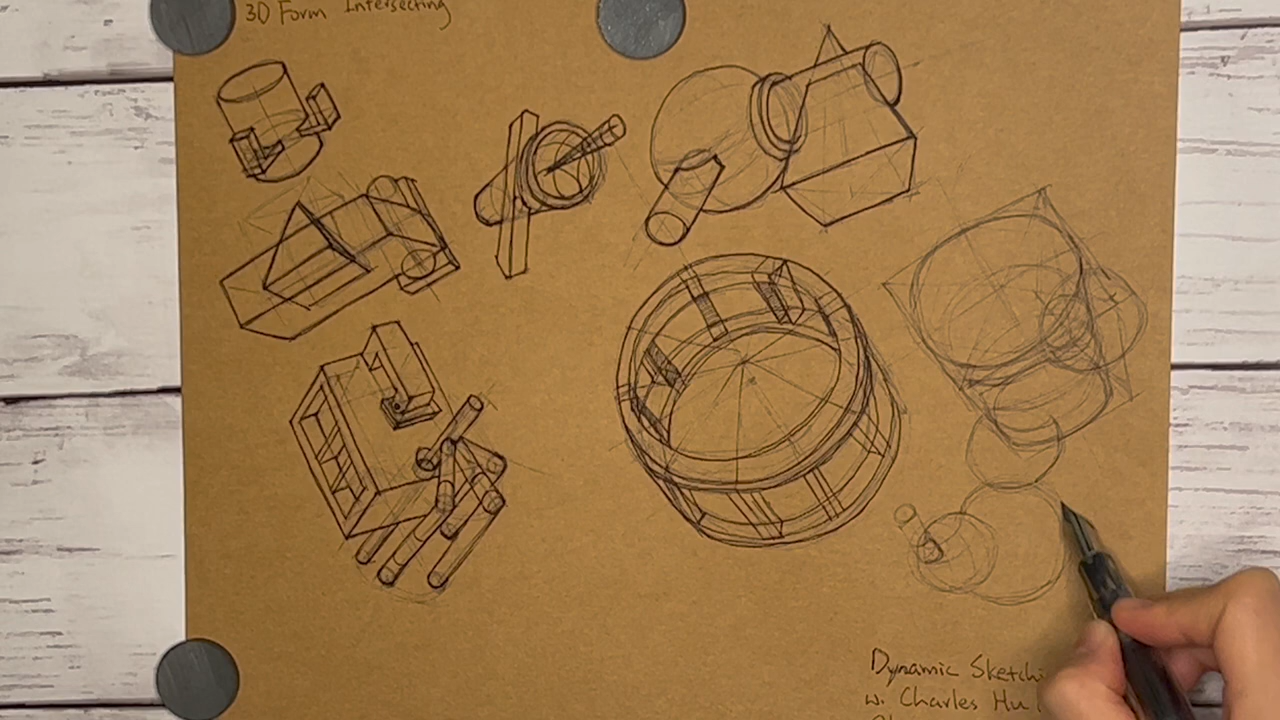 3D Form Intersecting
Dynamic Sketchi
w. Charles Hu